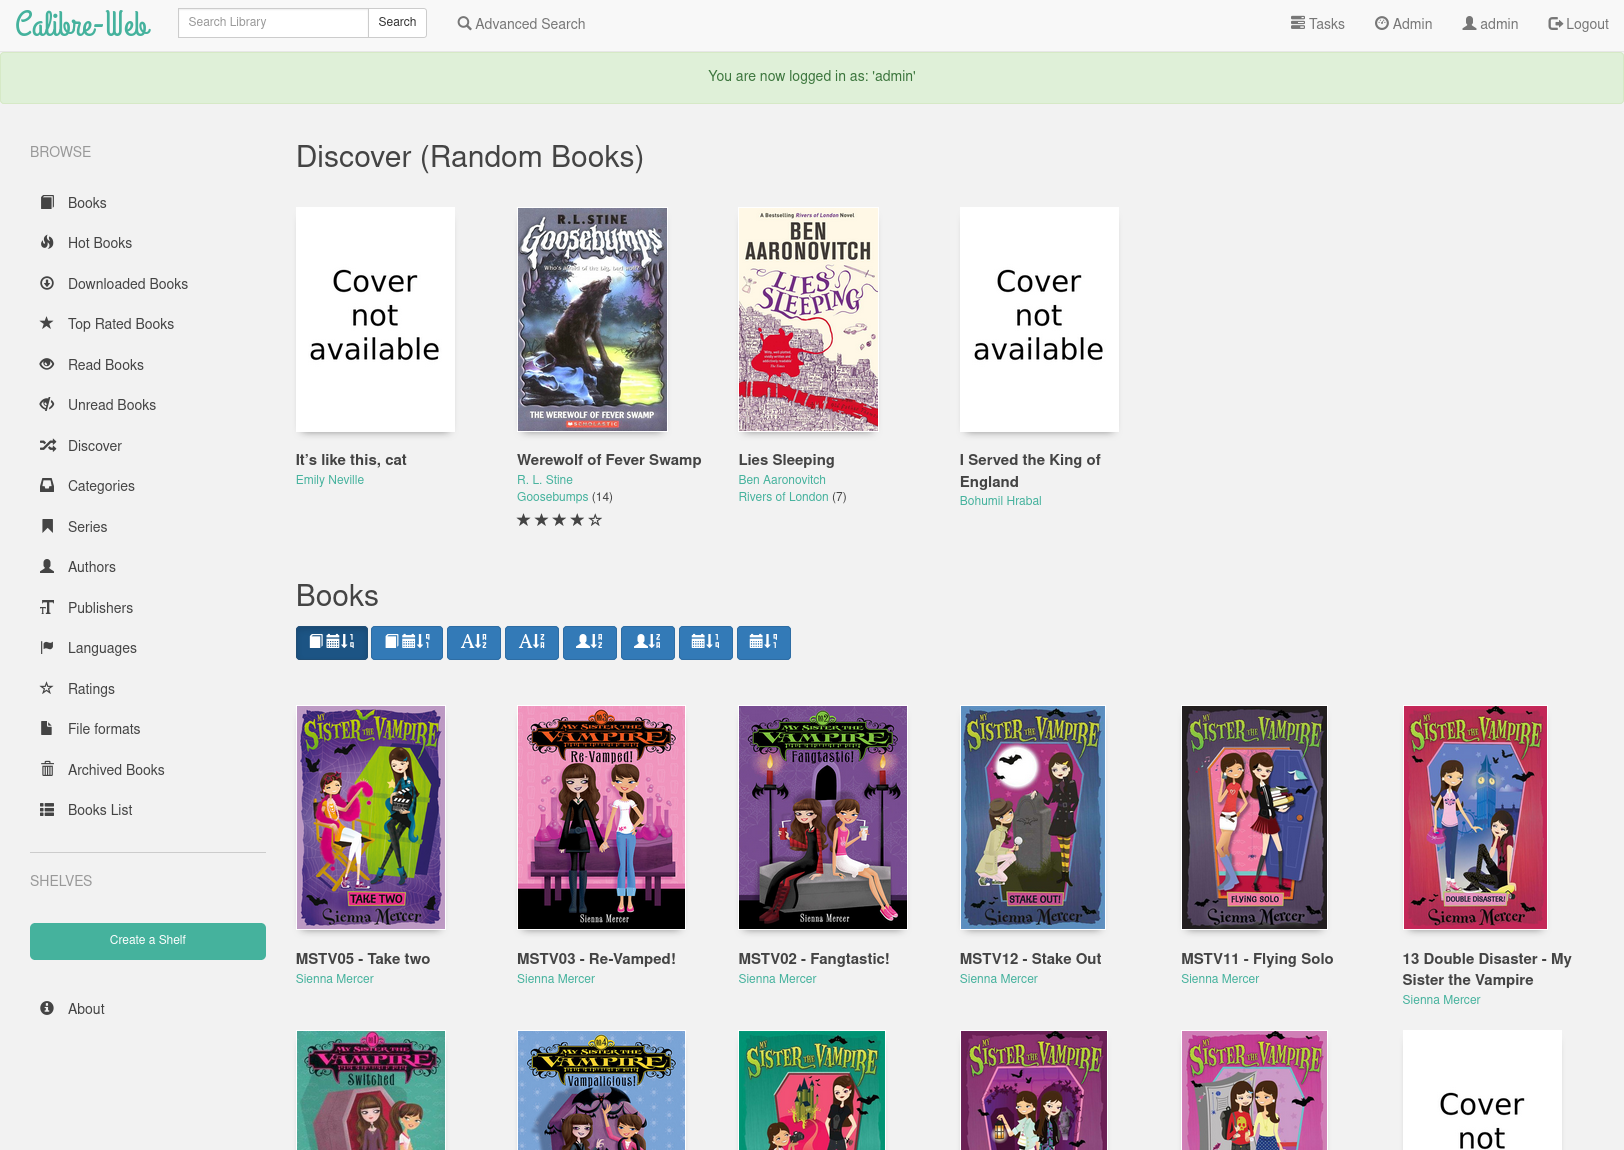 Calibre-Web
Search Library
Search
Advanced Search
Tasks
Admin
admin
Logout
You are now logged in as: 'admin'
BROWSE
Books
Hot Books
Downloaded Books
Top Rated Books
Read Books
Unread Books
Discover
Categories
Series
Authors
Publishers
Languages
Ratings
File formats
Archived Books
Books List
SHELVES
Create a Shelf
About
Discover (Random Books)
Cover
not
available
It's like this, cat
Emily Neville
R.L.STINE
Goosebumps
Who's afraid of the big, bad wolf?
THE WEREWOLF OF FEVER SWAMP
SCHOLASTIC
Werewolf of Fever Swamp
R. L. Stine
Goosebumps (14)
A Bestselling Rivers of London Novel
BEN
AARONOVITCH
LIES
SLEEPING
Lies Sleeping
Ben Aaronovitch
Rivers of London (7)
Cover
not
available
I Served the King of
England
Bohumil Hrabal
Books
MY
SISTER THE VAMPIRE
TAKE TWO
Sienna Mercer
MSTV05 - Take two
Sienna Mercer
MY SISTER THE
VAMPIRE
Re-Vamped!
Sienna Mercer
MSTV03 - Re-Vamped!
Sienna Mercer
MY SISTER THE
VAMPIRE
Fangtastic!
Sienna Mercer
MSTV02 - Fangtastic!
Sienna Mercer
MY
SISTER THE VAMPIRE
STAKE OUT!
Sienna Mercer
MSTV12 - Stake Out
Sienna Mercer
MY
SISTER THE VAMPIRE
FLYING SOLO
Sienna Mercer
MSTV11 - Flying Solo
Sienna Mercer
MY
SISTER THE VAMPIRE
DOUBLE DISASTER!
Sienna Mercer
13 Double Disaster - My
Sister the Vampire
Sienna Mercer
MY SISTER THE
VAMPIRE
Switched
MY SISTER THE
VAMPIRE
Vampalicious!
MY
SISTER THE VAMPIRE
MY
SISTER THE VAMPIRE
MY
SISTER THE VAMPIRE
Cover
not